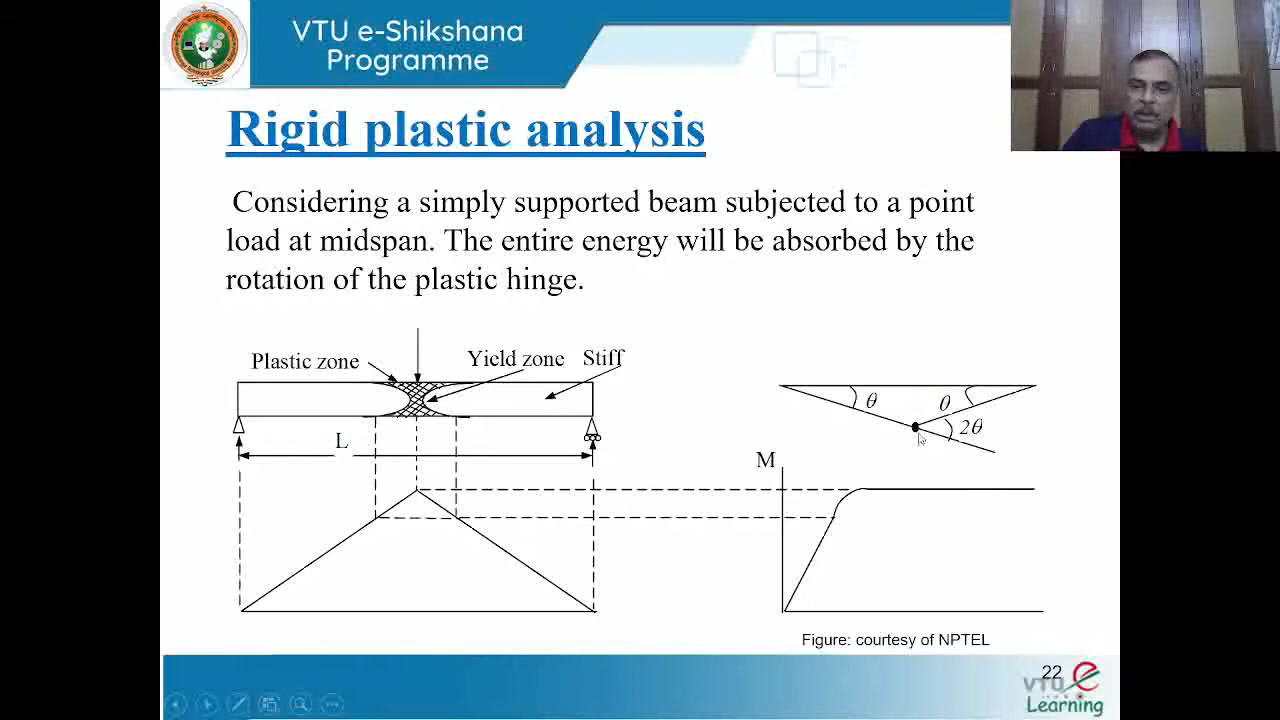 VTU e-Shikshana
Programme
Rigid plastic analysis
Considering a simply supported beam subjected to a point
load at midspan. The entire energy will be absorbed by the
rotation of the plastic hinge.
Plastic zone
Yield zone
Stiff
L
θ
θ
2θ
M
Figure: courtesy of NPTEL
22
VTU e
Learning